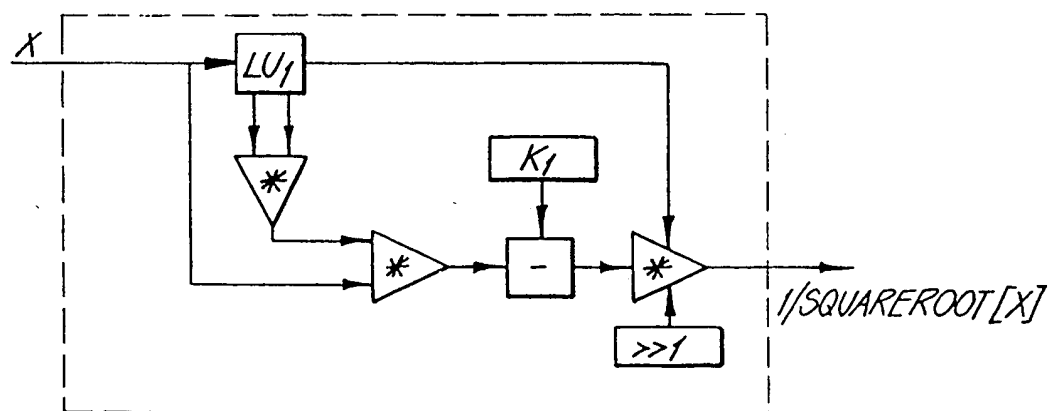 X
LU1
*
K1
*
-
*
1/SQUAREROOT[X]
>>1